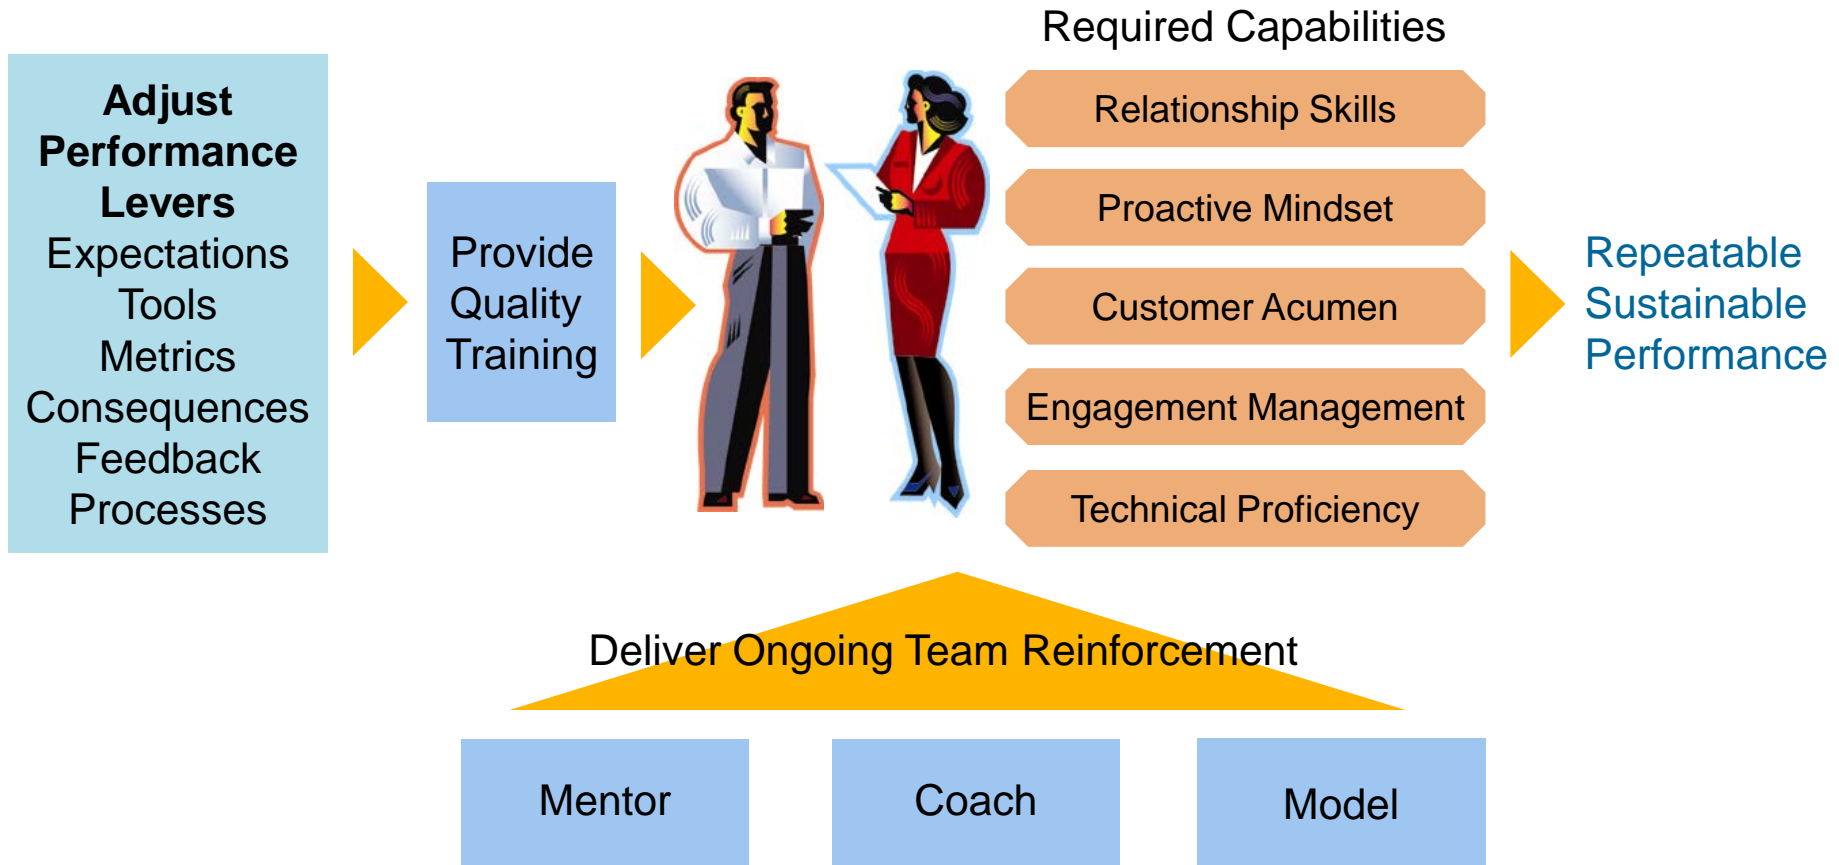 Required Capabilities
Adjust
Performance
Levers
Expectations
Tools
Metrics
Consequences
Feedback
Processes
Provide
Quality
Training
Relationship Skills
Proactive Mindset
Customer Acumen
Engagement Management
Technical Proficiency
Repeatable
Sustainable
Performance
Deliver Ongoing Team Reinforcement
Mentor
Coach
Model